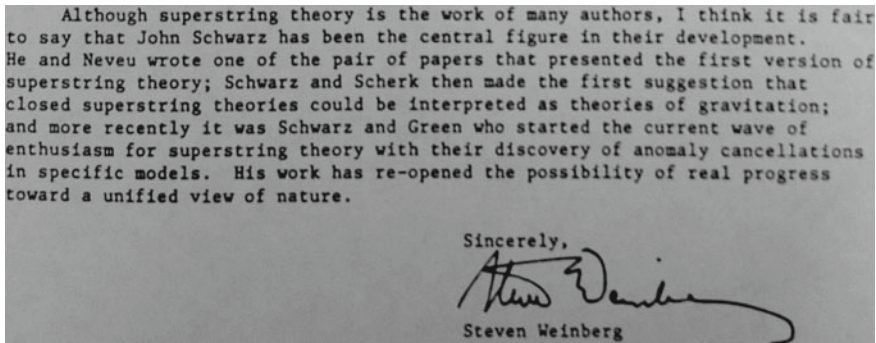 Although superstring theory is the work of many authors, I think it is fair
to say that John Schwarz has been the central figure in their development.
He and Neveu wrote one of the pair of papers that presented the first version of
superstring theory; Schwarz and Scherk then made the first suggestion that
closed superstring theories could be interpreted as theories of gravitation;
and more recently it was Schwarz and Green who started the current wave of
enthusiasm for superstring theory with their discovery of anomaly cancellations
in specific models. His work has re-opened the possibility of real progress
toward a unified view of nature.
Sincerely,
Steve Weinberg
Steven Weinberg